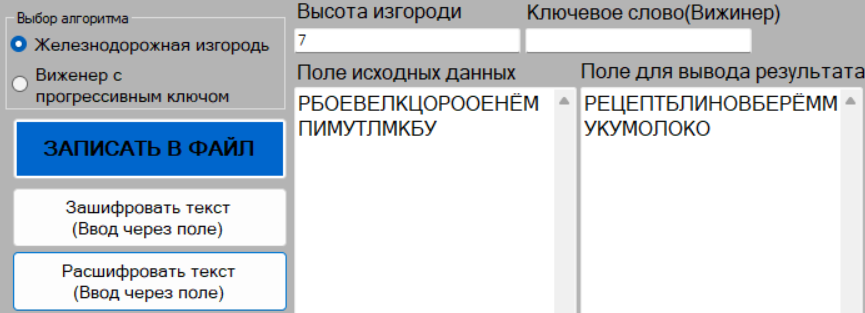 Выбор алгоритма
Железнодорожная изгородь
Виженер с
прогрессивным ключом
ЗАПИСАТЬ В ФАЙЛ
Зашифровать текст
(Ввод через поле)
Расшифровать текст
(Ввод через поле)
Высота изгороди
7
Ключевое слово(Вижинер)
Поле исходных данных
РБОЕВЕЛКЦОРООЕНЁМ
ПИМУТЛМКБУ
Поле для вывода результата
РЕЦЕПТБЛИНОВБЕРЁММ
УКУМОЛОКО